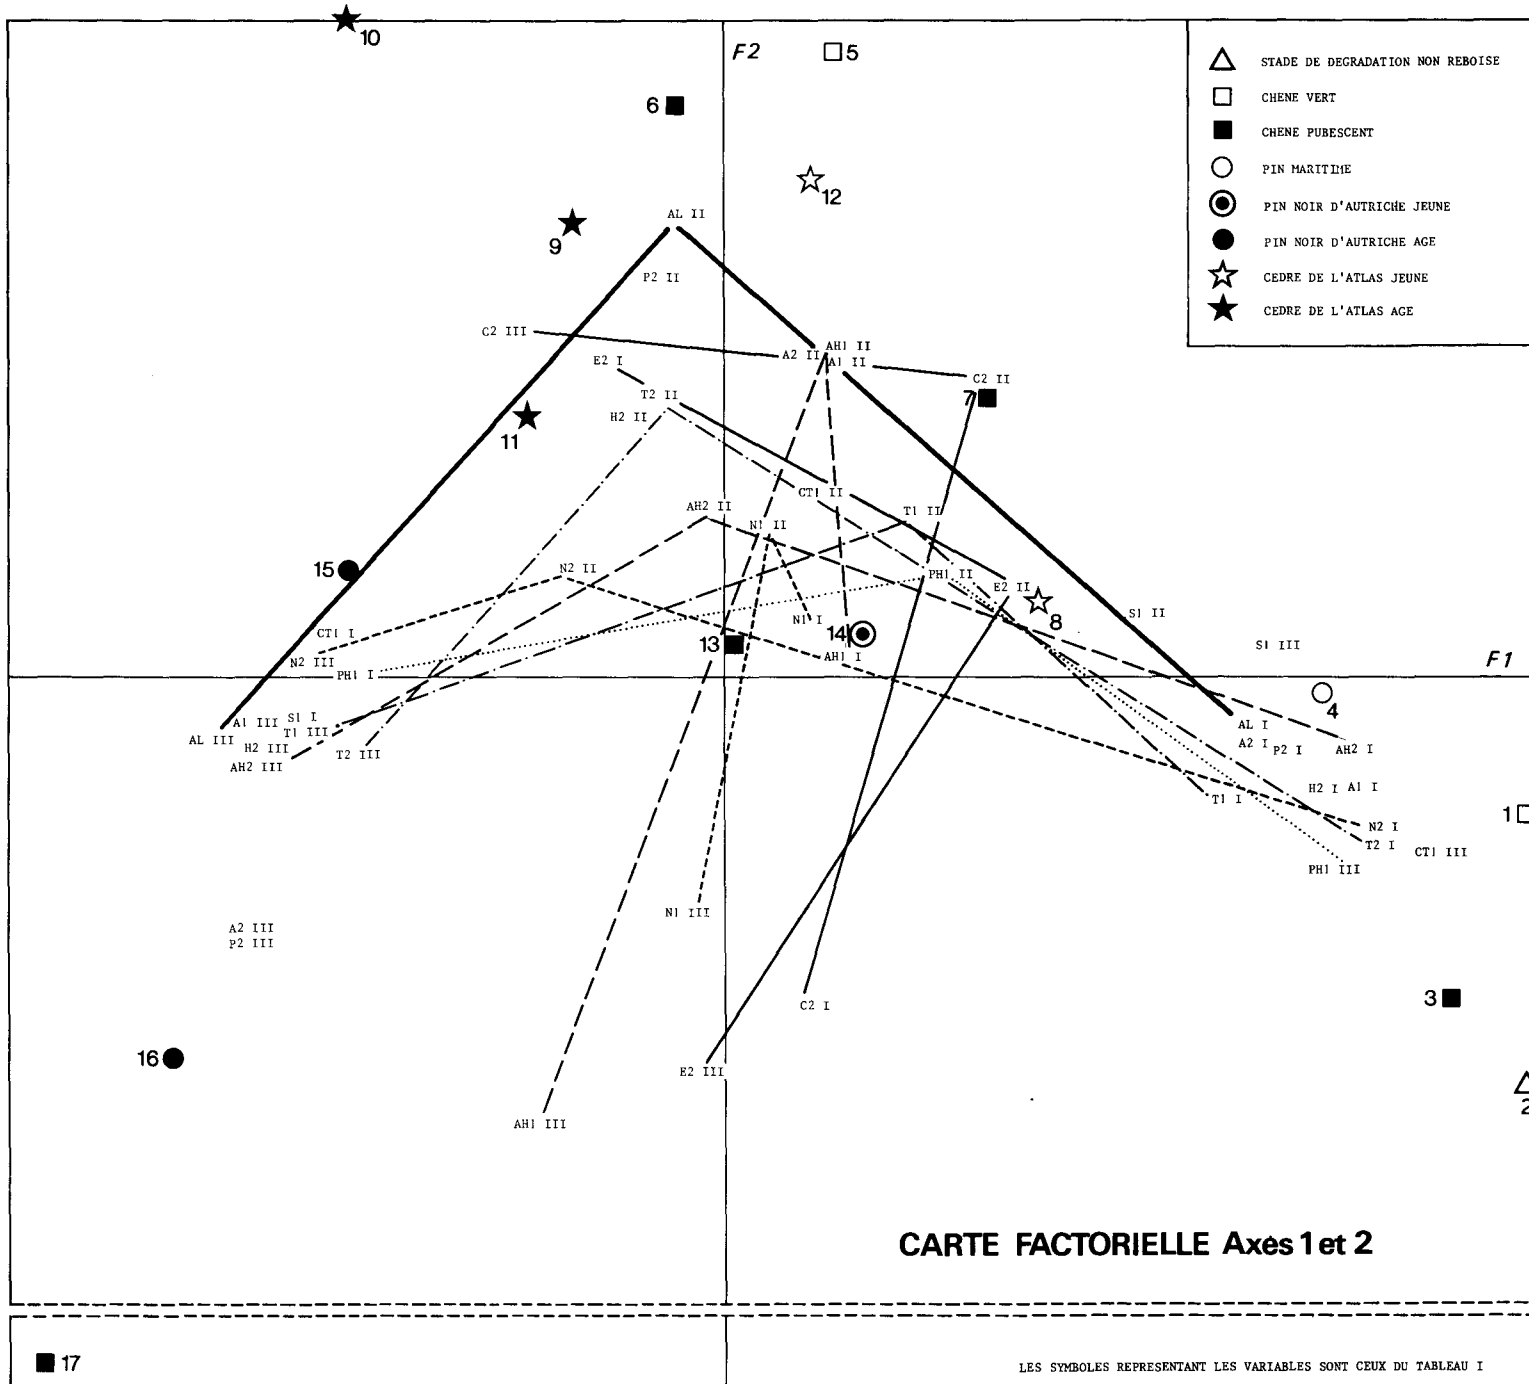 10
F2
5
6
12
9
AL II
P2 II
C2 III
E2 I
A2 II
AH1 II
A1 II
C2 II
7
T2 II
H2 II
11
CT1 II
AH2 II
N1 II
T1 II
15
N2 II
PH1 II
E2 II
8
S1 II
N1 I
14
13
AH1 I
CT1 I
N2 III
PH1 I
S1 III
F1
4
A1 III
S1 I
T1 III
AL III
H2 III
AH2 III
T2 III
AL I
A2 I
P2 I
AH2 I
H2 I
A1 I
T1 I
1
N2 I
T2 I
CT1 III
PH1 III
N1 III
A2 III
P2 III
C2 I
3
16
E2 III
AH1 III
2
STADE DE DEGRADATION NON REBOISE
CHENE VERT
CHENE PUBESCENT
PIN MARITIME
PIN NOIR D'AUTRICHE JEUNE
PIN NOIR D'AUTRICHE AGE
CEDRE DE L'ATLAS JEUNE
CEDRE DE L'ATLAS AGE
CARTE FACTORIELLE Axes 1 et 2
17
LES SYMBOLES REPRESENTANT LES VARIABLES SONT CEUX DU TABLEAU I